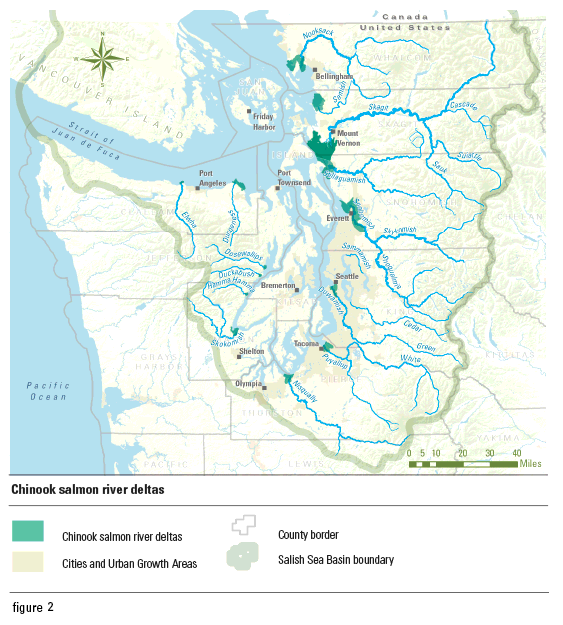 Canada
United States
Nooksack
WHATCOM
VANCOUVER ISLAND
N
W
E
S
Bellingham
SAN JUAN
Samish
Skagit
Cascade
Friday
Harbor
SKAGIT
Strait of
Juan de Fuca
Mount
Vernon
ISLAND
Sauk
Suiattle
Port
Angeles
Port
Townsend
Stillaguamish
SNOHOMISH
CHELAN
Elwha
Dungeness
CLALLAM
Everett
Snohomish
Skykomish
JEFFERSON
Dosewallips
Duckabush
Hamma Hamma
Sammamish
Snoqualmie
Seattle
Bremerton
KITSAP
Duwamish
KING
Cedar
Skokomish
Green
White
Tacoma
Puyallup
GRAYS
HARBOR
Shelton
KITTITAS
Pacific
Ocean
Olympia
Nisqually
PIERCE
THURSTON
YAKIMA
PACIFIC
LEWIS
0 5 10 20 30 40
Miles
Chinook salmon river deltas
Chinook salmon river deltas
County border
Cities and Urban Growth Areas
Salish Sea Basin boundary
figure 2